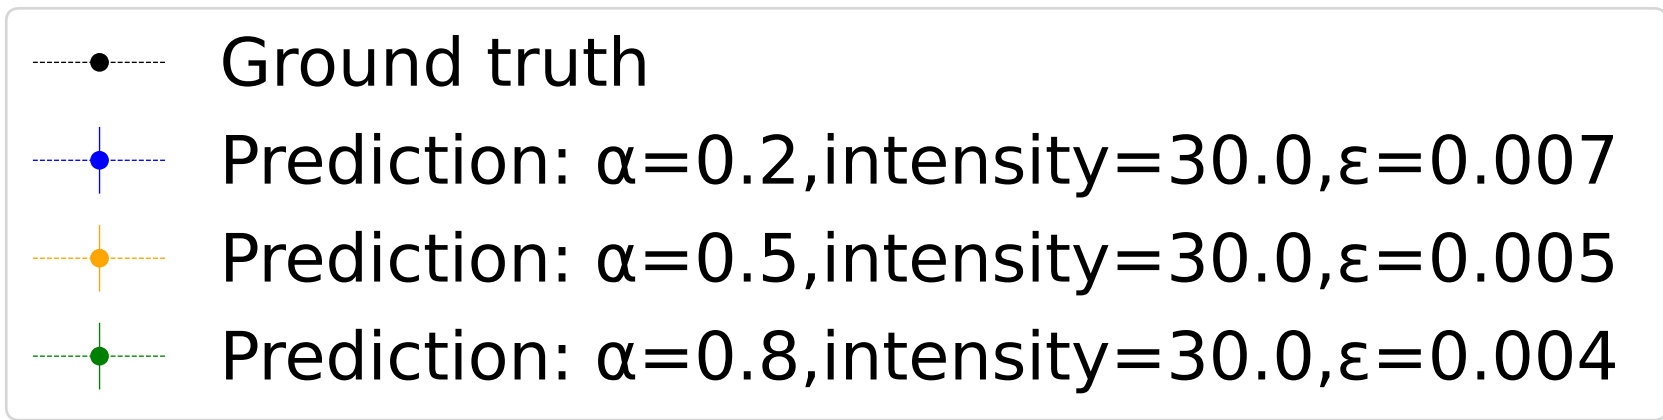 Ground truth
Prediction: α=0.2,intensity=30.0,ε=0.007
Prediction: α=0.5,intensity=30.0,ε=0.005
Prediction: α=0.8,intensity=30.0,ε=0.004